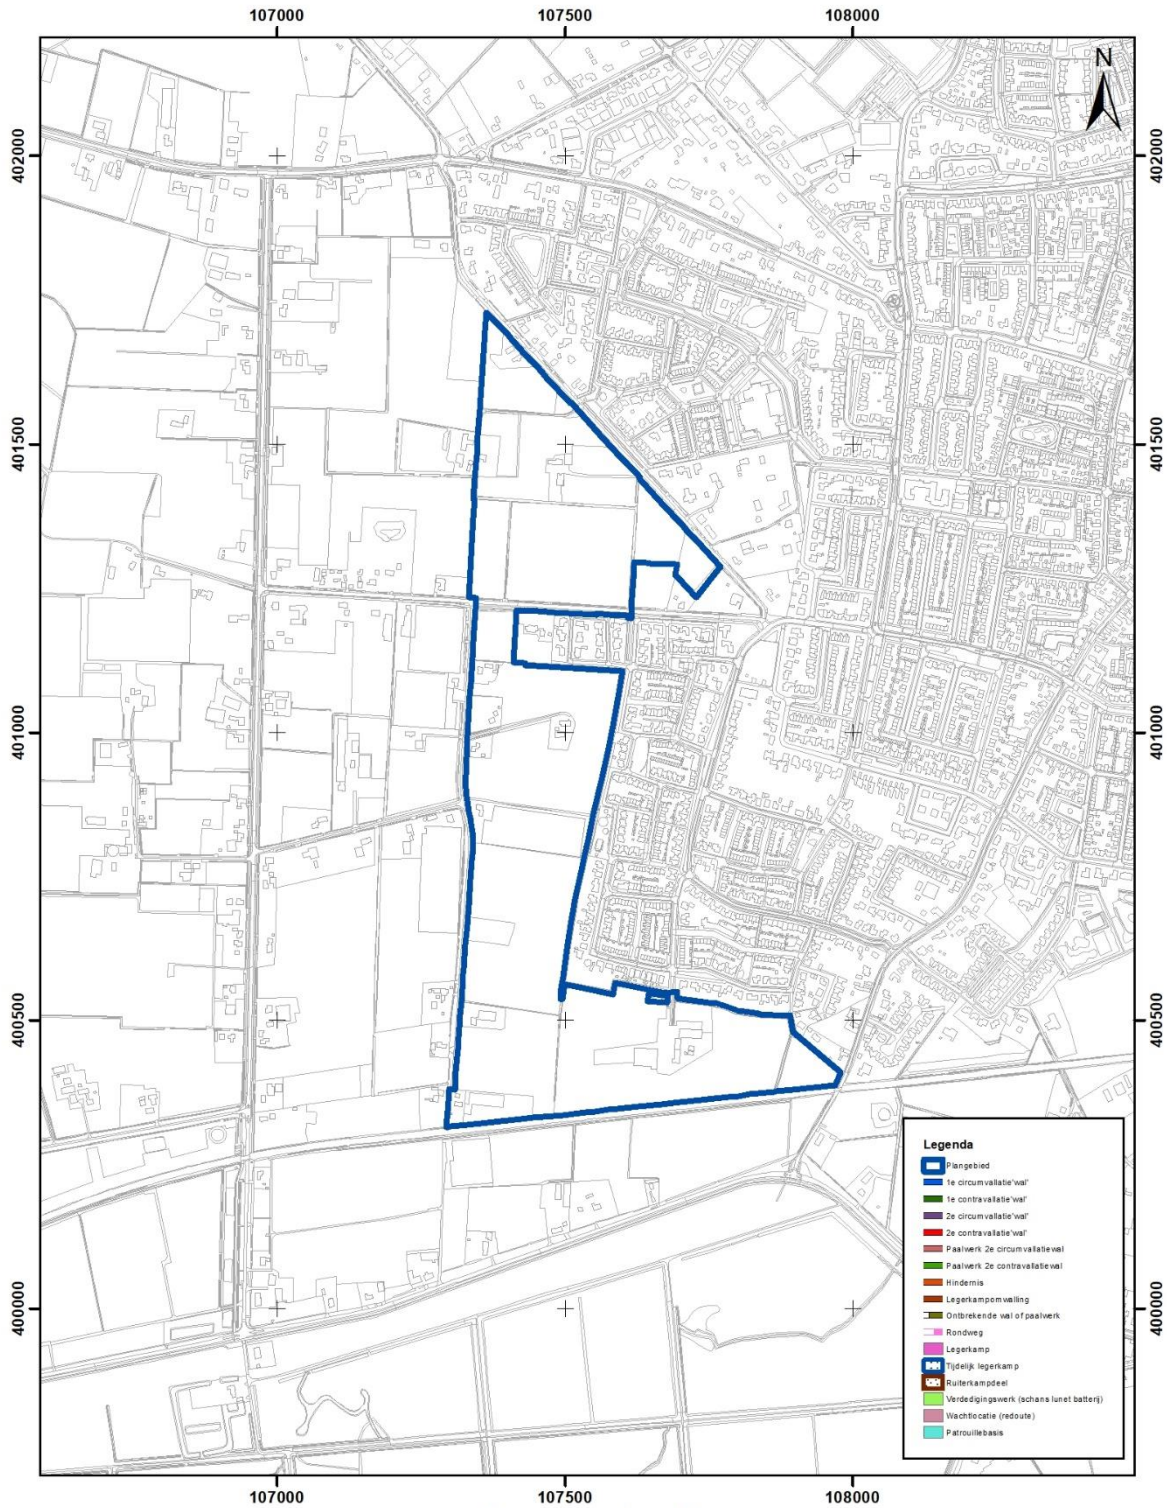 107000 107500 108000
N
402000 402000
401500 401500
401000 401000
400500 400500
400000 400000
Legenda
Plangebied
1e circumvallatie'wal'
1e contravallatie'wal'
2e circumvallatie'wal'
2e contravallatie'wal'
Paalwerk 2e circumvallatiewal
Paalwerk 2e contravallatiewal
Hindernis
Legerkampomwalling
Ontbrekende wal of paalwerk
Rondweg
Legerkamp
Tijdelijk legerkamp
Ruiterkampdeel
Verdedigingswerk (schans lunet batterij)
Wachtlocatie (redoute)
Patrouillebasis
107000 107500 108000